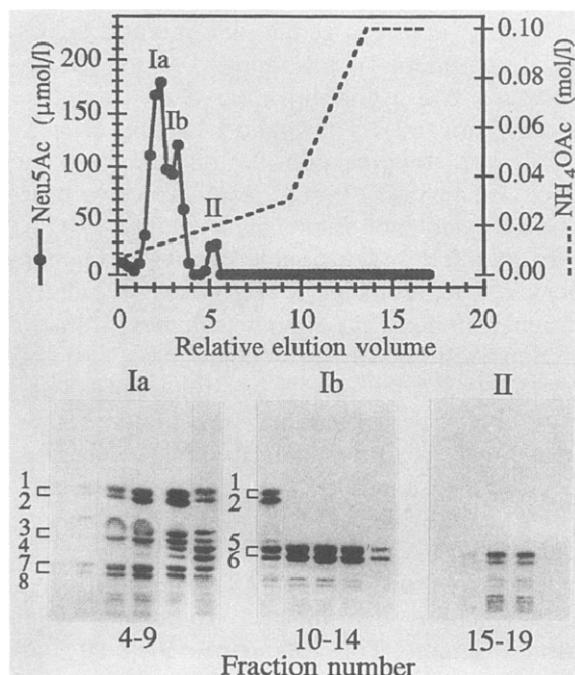 Neu5Ac (μmol/l)
200
150
100
50
0
Ia
Ib
II
0.10
0.08
0.06
0.04
0.02
0.00
NH4OAc (mol/l)
0 5 10 15 20
Relative elution volume
Ia Ib II
1
2
3
4
7
8
1
2
5
6
4-9 10-14 15-19
Fraction number